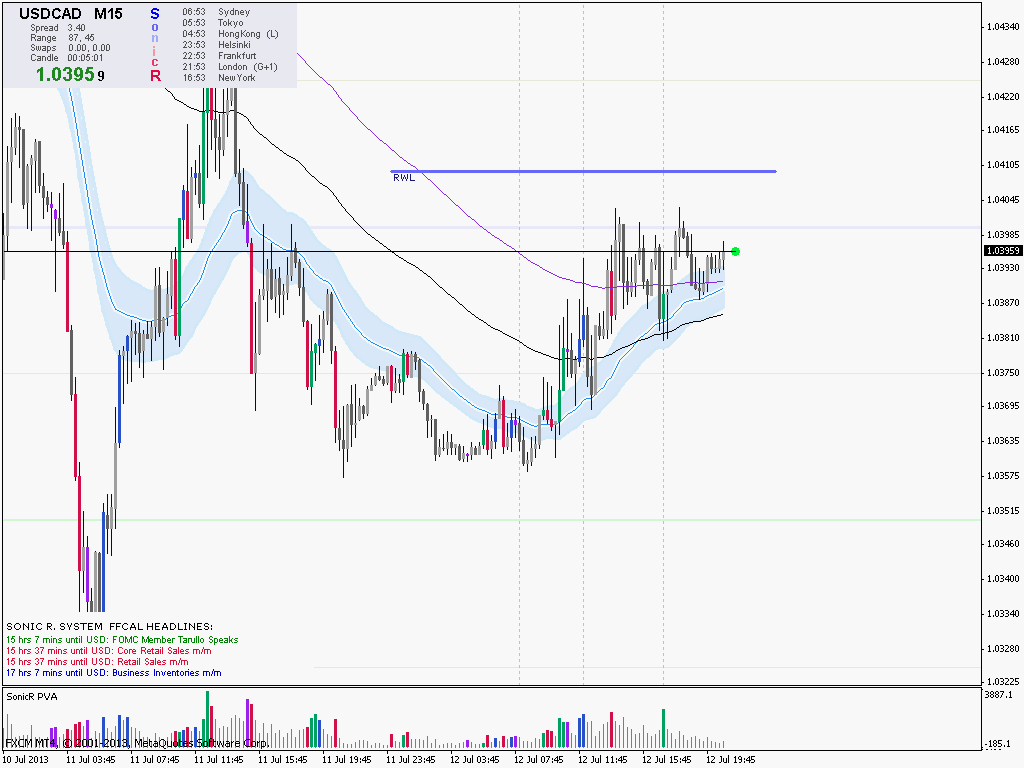 USDCAD M15
Spread 3.40
Range 87, 45
Swaps 0.00, 0.00
Candle 00:05:01
1.03959
S
o
n
i
c
R
06:53 Sydney
05:53 Tokyo
04:53 HongKong (L)
23:53 Helsinki
22:53 Frankfurt
21:53 London (G+1)
16:53 NewYork
RWL
1.04340
1.04280
1.04220
1.04165
1.04105
1.04045
1.03985
1.03959
1.03930
1.03870
1.03810
1.03750
1.03695
1.03635
1.03575
1.03515
1.03460
1.03400
1.03340
1.03280
1.03225
SONIC R. SYSTEM FFCAL HEADLINES:
15 hrs 7 mins until USD: FOMC Member Tarullo Speaks
15 hrs 37 mins until USD: Core Retail Sales m/m
15 hrs 37 mins until USD: Retail Sales m/m
17 hrs 7 mins until USD: Business Inventories m/m
SonicR PVA
3887.1
-185.1
FXCM MT4, © 2001-2013, MetaQuotes Software Corp.
10 Jul 2013
11 Jul 03:45
11 Jul 07:45
11 Jul 11:45
11 Jul 15:45
11 Jul 19:45
11 Jul 23:45
12 Jul 03:45
12 Jul 07:45
12 Jul 11:45
12 Jul 15:45
12 Jul 19:45